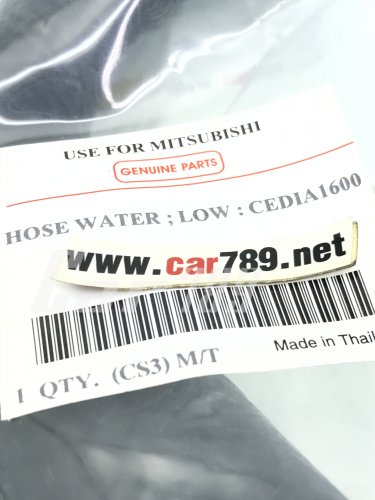 USE FOR MITSUBISHI
GENUINE PARTS
HOSE WATER ; LOW : CEDIA1600
www.car789.net
Made in Thail
1 QTY. (CS3) M/T